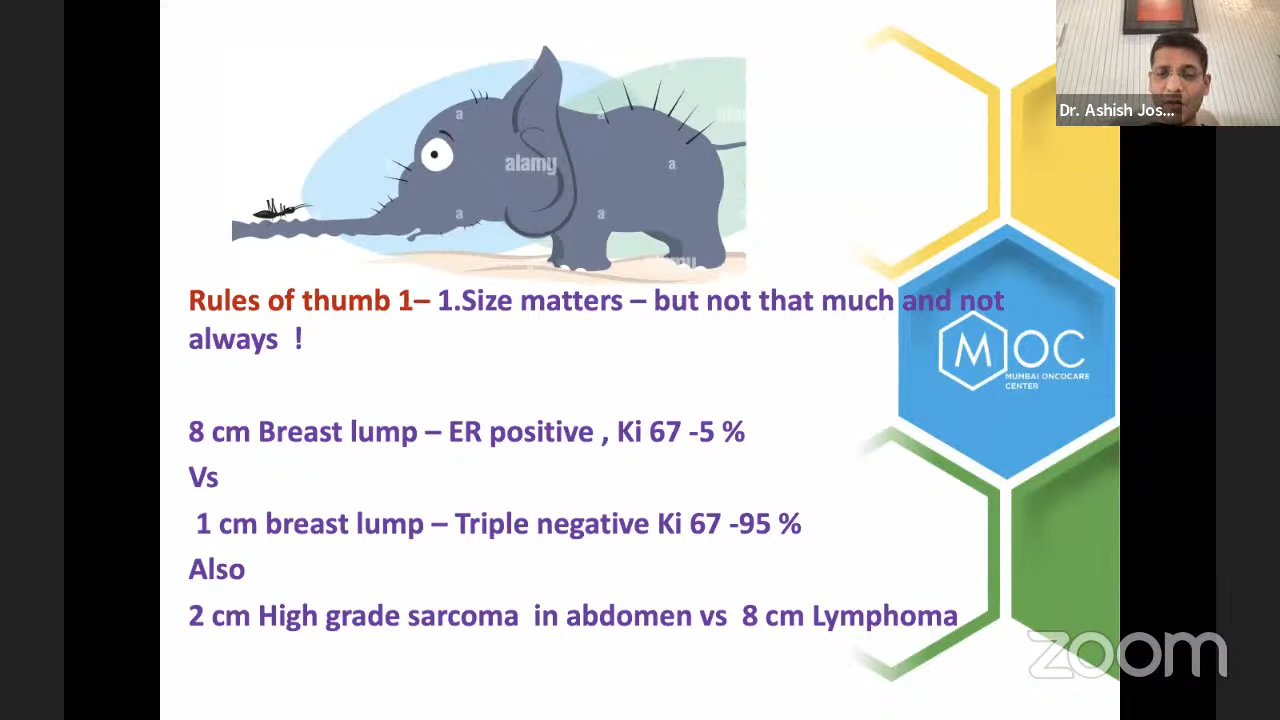 Dr. Ashish Jos...
a
a
alamy
a
a
a
Rules of thumb 1– 1.Size matters – but not that much and not
always !
MOC
MUMBAI ONCOCARE
CENTER
8 cm Breast lump – ER positive , Ki 67 -5 %
Vs
1 cm breast lump – Triple negative Ki 67 -95 %
Also
2 cm High grade sarcoma in abdomen vs 8 cm Lymphoma
zoom